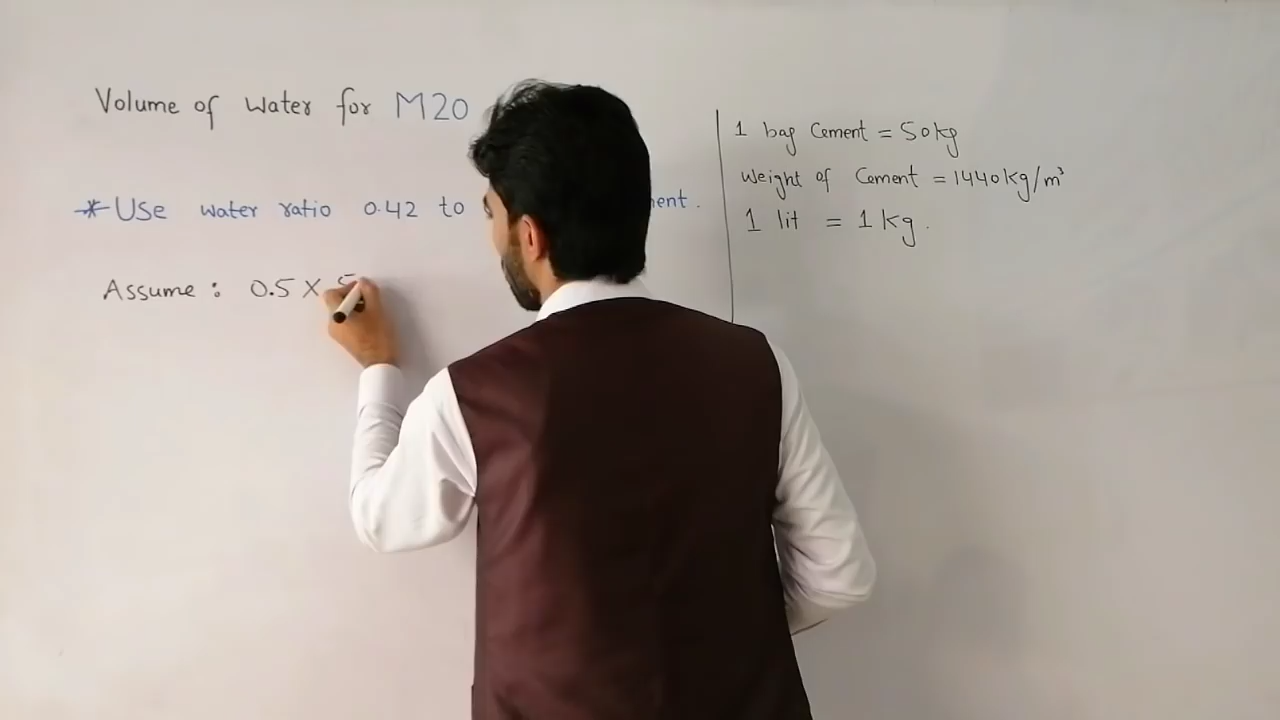 Volume of Water for M20
* Use water ratio 0.42 to
Assume : 0.5 X 5
1 bag Cement = 50kg
Weight of Cement = 1440kg/m³
1 lit = 1 kg.